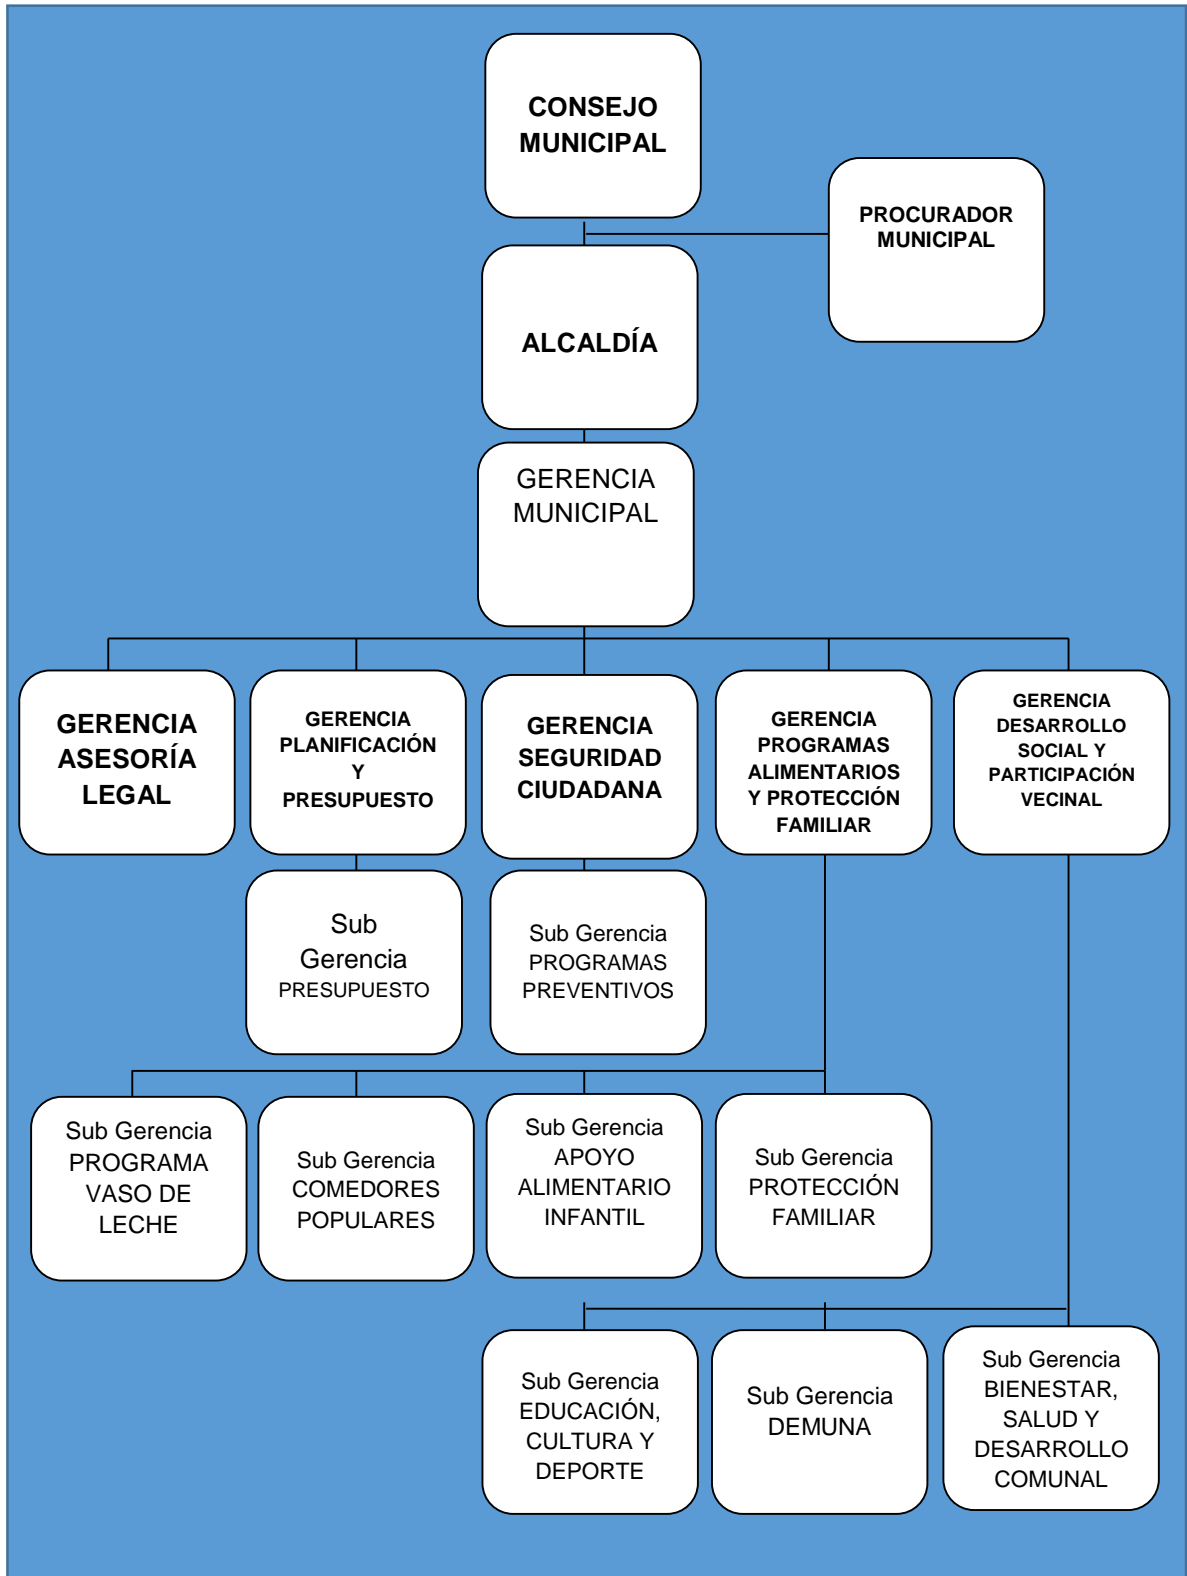 CONSEJO
MUNICIPAL
PROCURADOR
MUNICIPAL
ALCALDÍA
GERENCIA
MUNICIPAL
GERENCIA
ASESORÍA
LEGAL
GERENCIA
PLANIFICACIÓN
Y
PRESUPUESTO
GERENCIA
SEGURIDAD
CIUDADANA
GERENCIA
PROGRAMAS
ALIMENTARIOS
Y PROTECCIÓN
FAMILIAR
GERENCIA
DESARROLLO
SOCIAL Y
PARTICIPACIÓN
VECINAL
Sub
Gerencia
PRESUPUESTO
Sub Gerencia
PROGRAMAS
PREVENTIVOS
Sub Gerencia
PROGRAMA
VASO DE
LECHE
Sub Gerencia
COMEDORES
POPULARES
Sub Gerencia
APOYO
ALIMENTARIO
INFANTIL
Sub Gerencia
PROTECCIÓN
FAMILIAR
Sub Gerencia
EDUCACIÓN,
CULTURA Y
DEPORTE
Sub Gerencia
DEMUNA
Sub Gerencia
BIENESTAR,
SALUD Y
DESARROLLO
COMUNAL